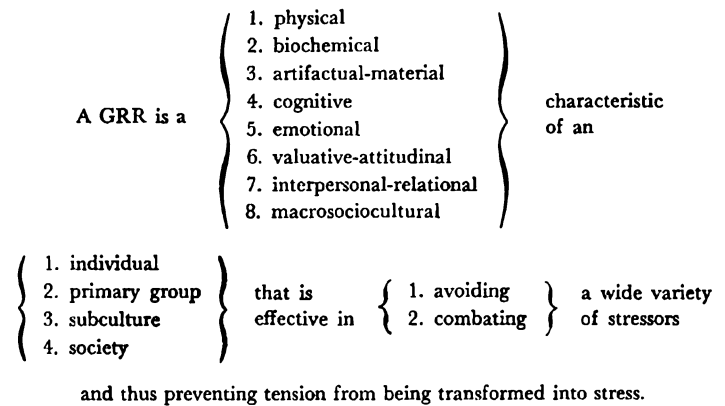 A GRR is a
1. physical
2. biochemical
3. artifactual-material
4. cognitive
5. emotional
6. valuative-attitudinal
7. interpersonal-relational
8. macrosociocultural
characteristic
of an
1. individual
2. primary group
3. subculture
4. society
that is
effective in
1. avoiding
2. combating
a wide variety
of stressors
and thus preventing tension from being transformed into stress.